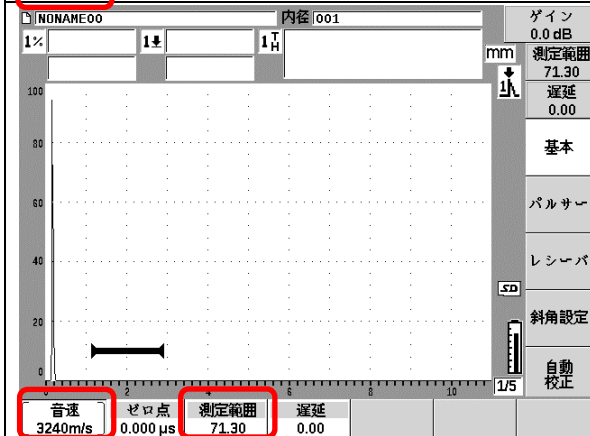 NONAME00
内径 001
ゲイン
0.0 dB
1%
1
1 T H
mm
測定範囲
71.30
遅延
0.00
基本
パルサー
レシーバ
斜角設定
自動
校正
100
80
60
40
20
0
SD
0 2 4 6 8 10
1/5
音速
3240m/s
ゼロ点
0.000 µs
測定範囲
71.30
遅延
0.00